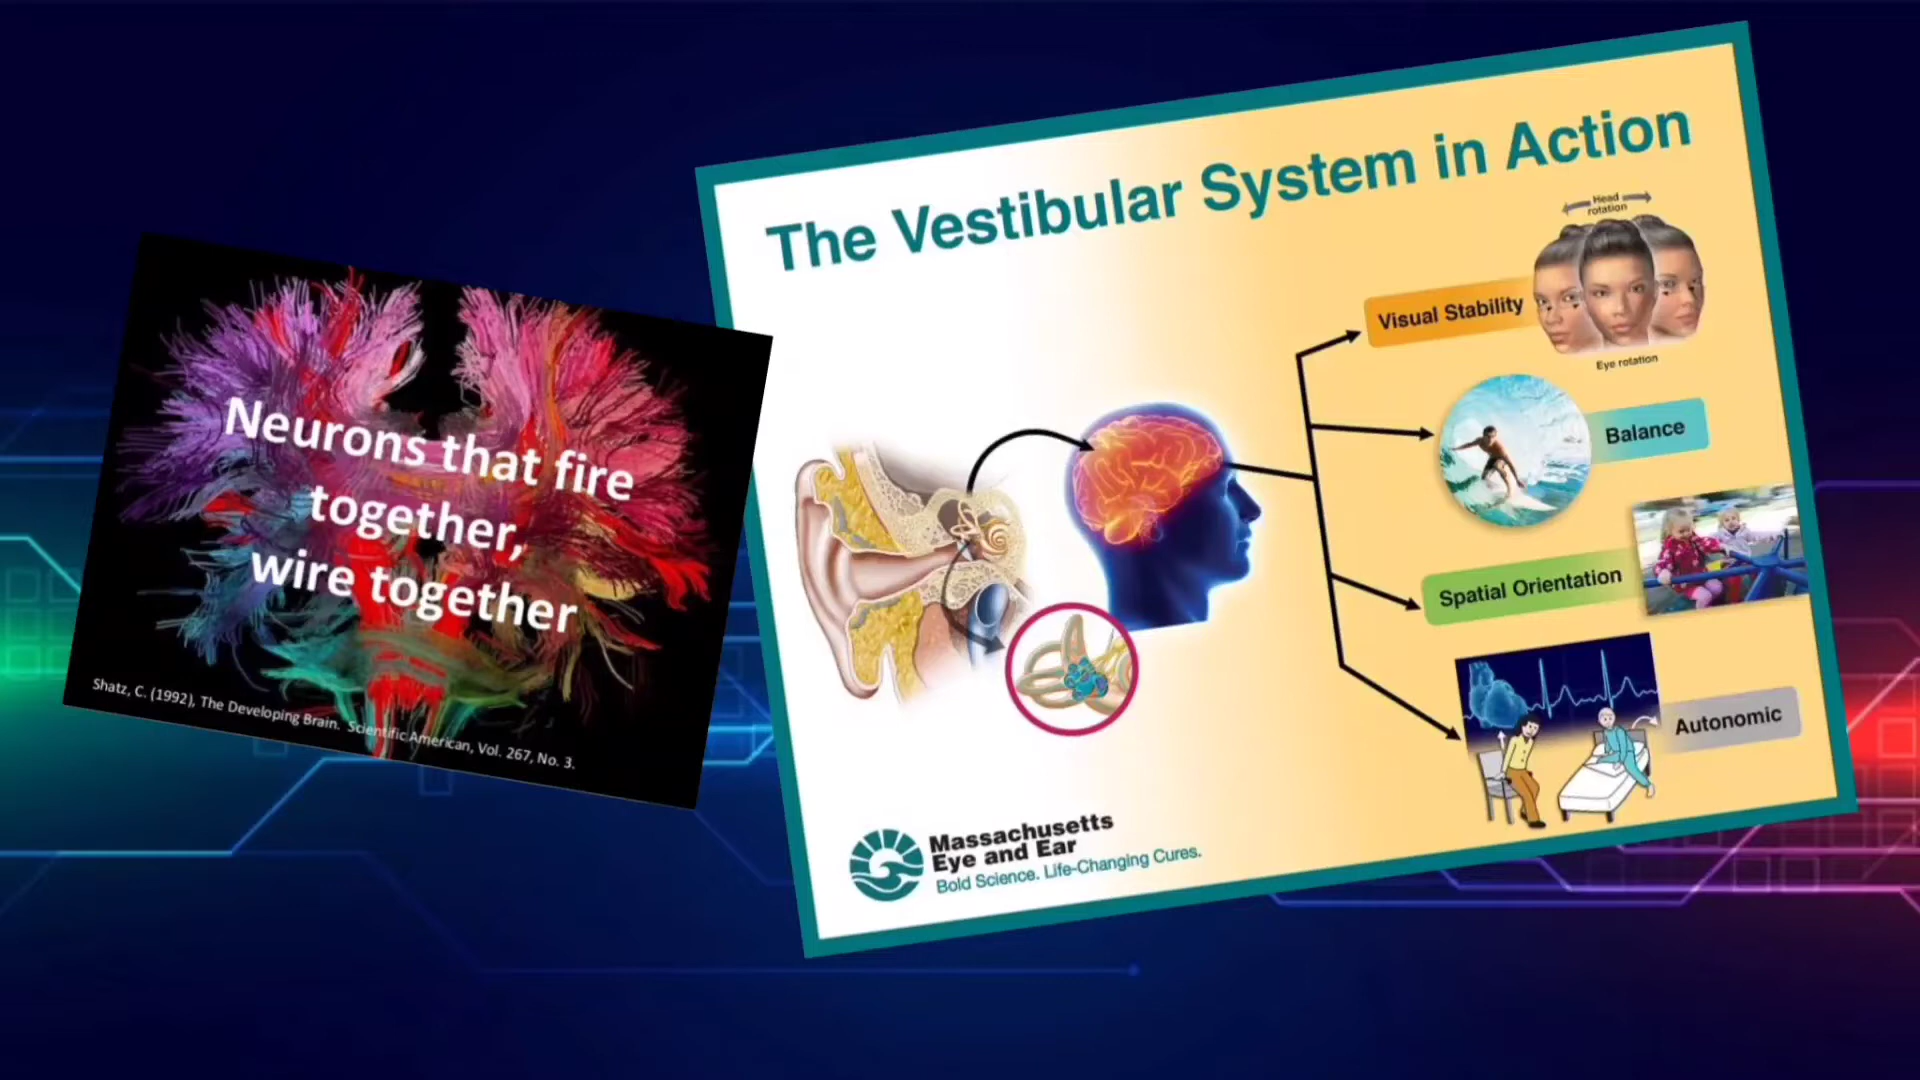 Neurons that fire
together,
wire together
Shatz, C. (1992), The Developing Brain. Scientific American, Vol. 267, No. 3.
The Vestibular System in Action
Head
rotation
Visual Stability
Eye rotation
Balance
Spatial Orientation
Autonomic
Massachusetts
Eye and Ear
Bold Science. Life-Changing Cures.